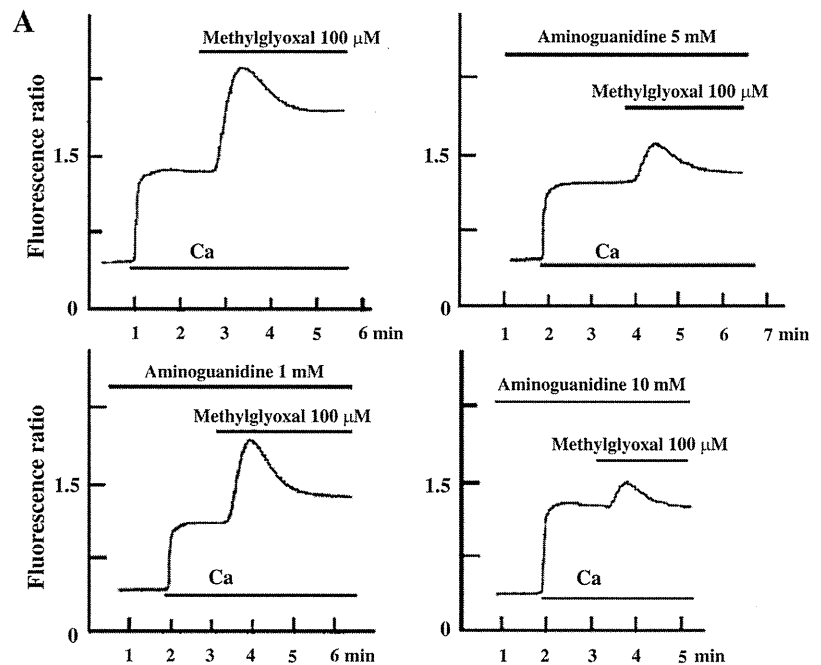 A
Methylglyoxal 100 μM
Fluorescence ratio
1.5
0
Ca
1 2 3 4 5 6 min
Aminoguanidine 5 mM
Methylglyoxal 100 μM
1.5
0
Ca
1 2 3 4 5 6 7 min
Aminoguanidine 1 mM
Methylglyoxal 100 μM
Fluorescence ratio
1.5
0
Ca
1 2 3 4 5 6 min
Aminoguanidine 10 mM
Methylglyoxal 100 μM
1.5
0
Ca
1 2 3 4 5 min